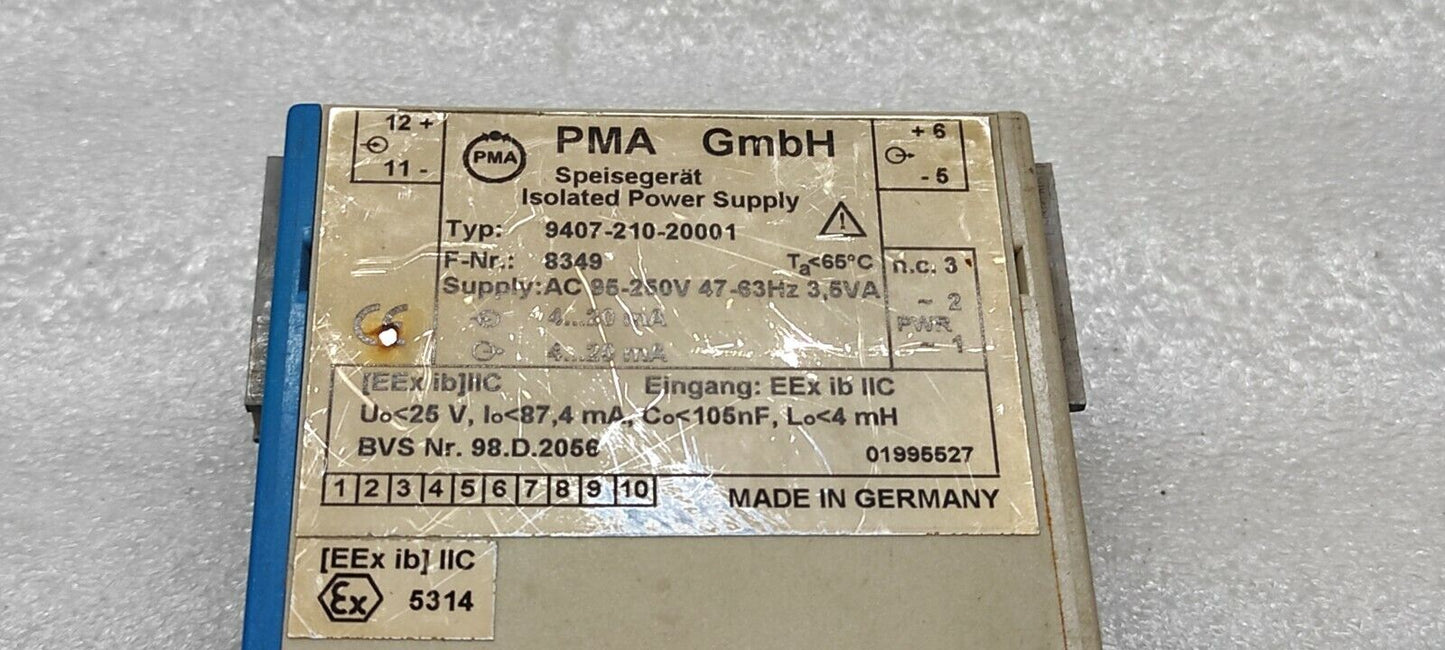 12 +
11 -
PMA
PMA GmbH
Speisegerät
Isolated Power Supply
+ 6
- 5
Typ: 9407-210-20001
F-Nr.: 8349 Ta<65°C
Supply: AC 95-250V 47-63Hz 3,5VA
4...20 mA
4...20 mA
n.c. 3
~ 2
PWR
~ 1
CE
[EEx ib]IIC Eingang: EEx ib IIC
Uo<25 V, Io<87,4 mA, Co<105nF, Lo<4 mH
BVS Nr. 98.D.2056 01995527
1 2 3 4 5 6 7 8 9 10
MADE IN GERMANY
[EEx ib] IIC
Ex 5314